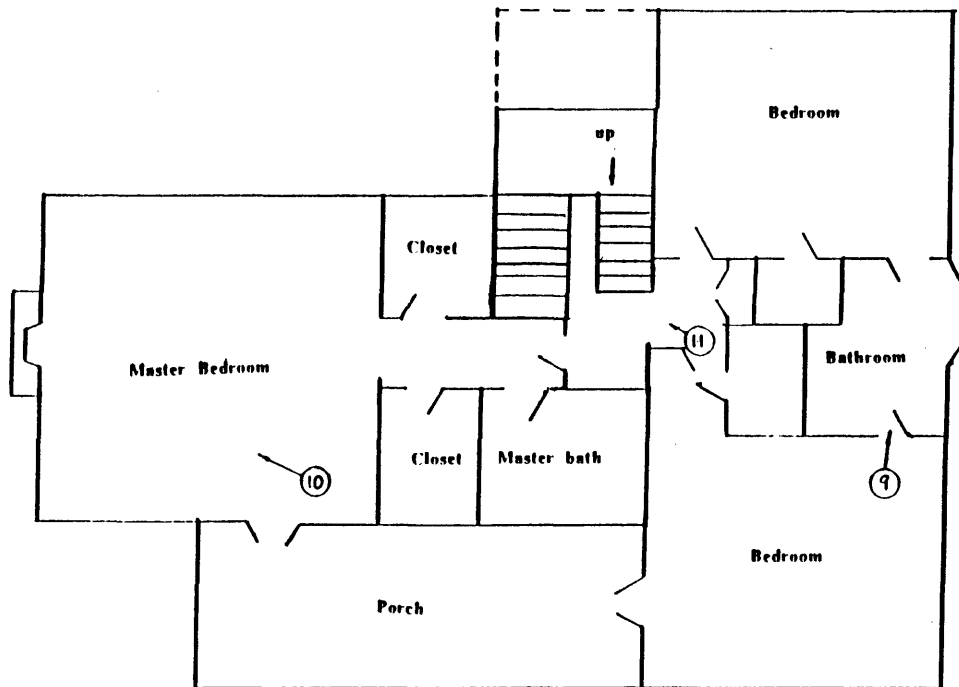 Bedroom
up
Closet
11
Master Bedroom
Bathroom
Closet
Master bath
10
9
Bedroom
Porch